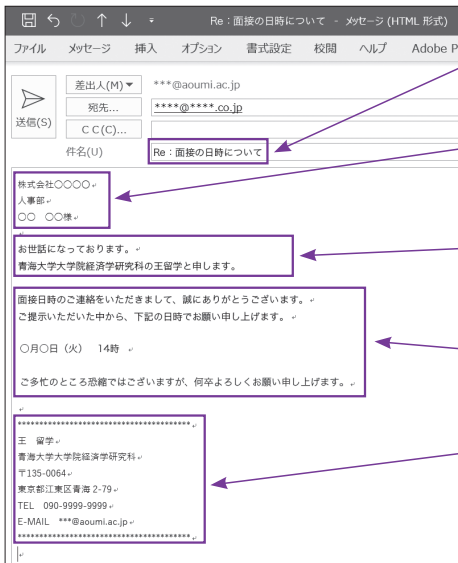 Re：面接の日時について - メッセージ (HTML 形式)
ファイル メッセージ 挿入 オプション 書式設定 校閲 ヘルプ Adobe P
差出人(M) ***@aoumi.ac.jp
宛先... ****@****.co.jp
送信(S)
C C(C)...
件名(U) Re：面接の日時について
株式会社〇〇〇〇
人事部
〇〇 〇〇様
お世話になっております。
青海大学大学院経済学研究科の王留学と申します。
面接日時のご連絡をいただきまして、誠にありがとうございます。
ご提示いただいた中から、下記の日時でお願い申し上げます。
〇月〇日（火） 14時
ご多忙のところ恐縮ではございますが、何卒よろしくお願い申し上げます。
****************************************
王 留学
青海大学大学院経済学研究科
〒135-0064
東京都江東区青海 2-79
TEL 090-9999-9999
E-MAIL ***@aoumi.ac.jp
****************************************